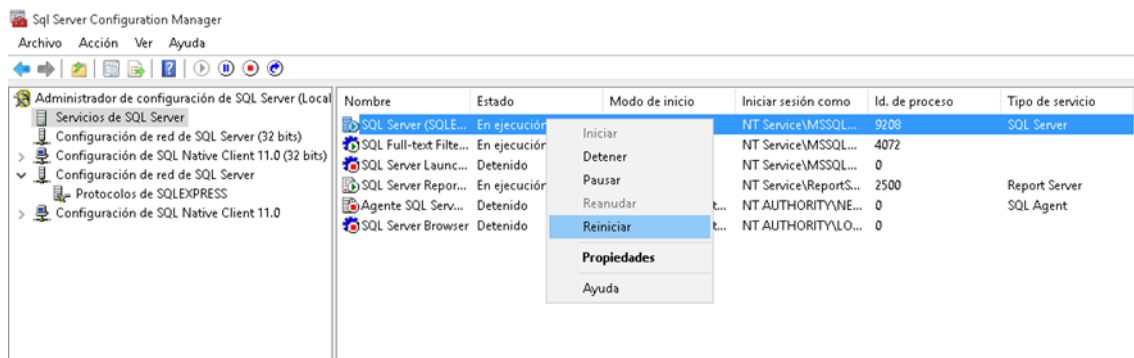 Sql Server Configuration Manager
Archivo Acción Ver Ayuda
Administrador de configuración de SQL Server (Local
Servicios de SQL Server
Configuración de red de SQL Server (32 bits)
Configuración de SQL Native Client 11.0 (32 bits)
Configuración de red de SQL Server
Protocolos de SQLEXPRESS
Configuración de SQL Native Client 11.0
Nombre Estado Modo de inicio Iniciar sesión como Id. de proceso Tipo de servicio
SQL Server (SQLE... En ejecución NT Service\MSSQL... 9208 SQL Server
SQL Full-text Filte... En ejecución NT Service\MSSQL... 4072
SQL Server Launc... Detenido NT Service\MSSQL... 0
SQL Server Repor... En ejecución NT Service\ReportS... 2500 Report Server
Agente SQL Serv... Detenido t... NT AUTHORITY\NE... 0 SQL Agent
SQL Server Browser Detenido t... NT AUTHORITY\LO... 0
Iniciar
Detener
Pausar
Reanudar
Reiniciar
Propiedades
Ayuda